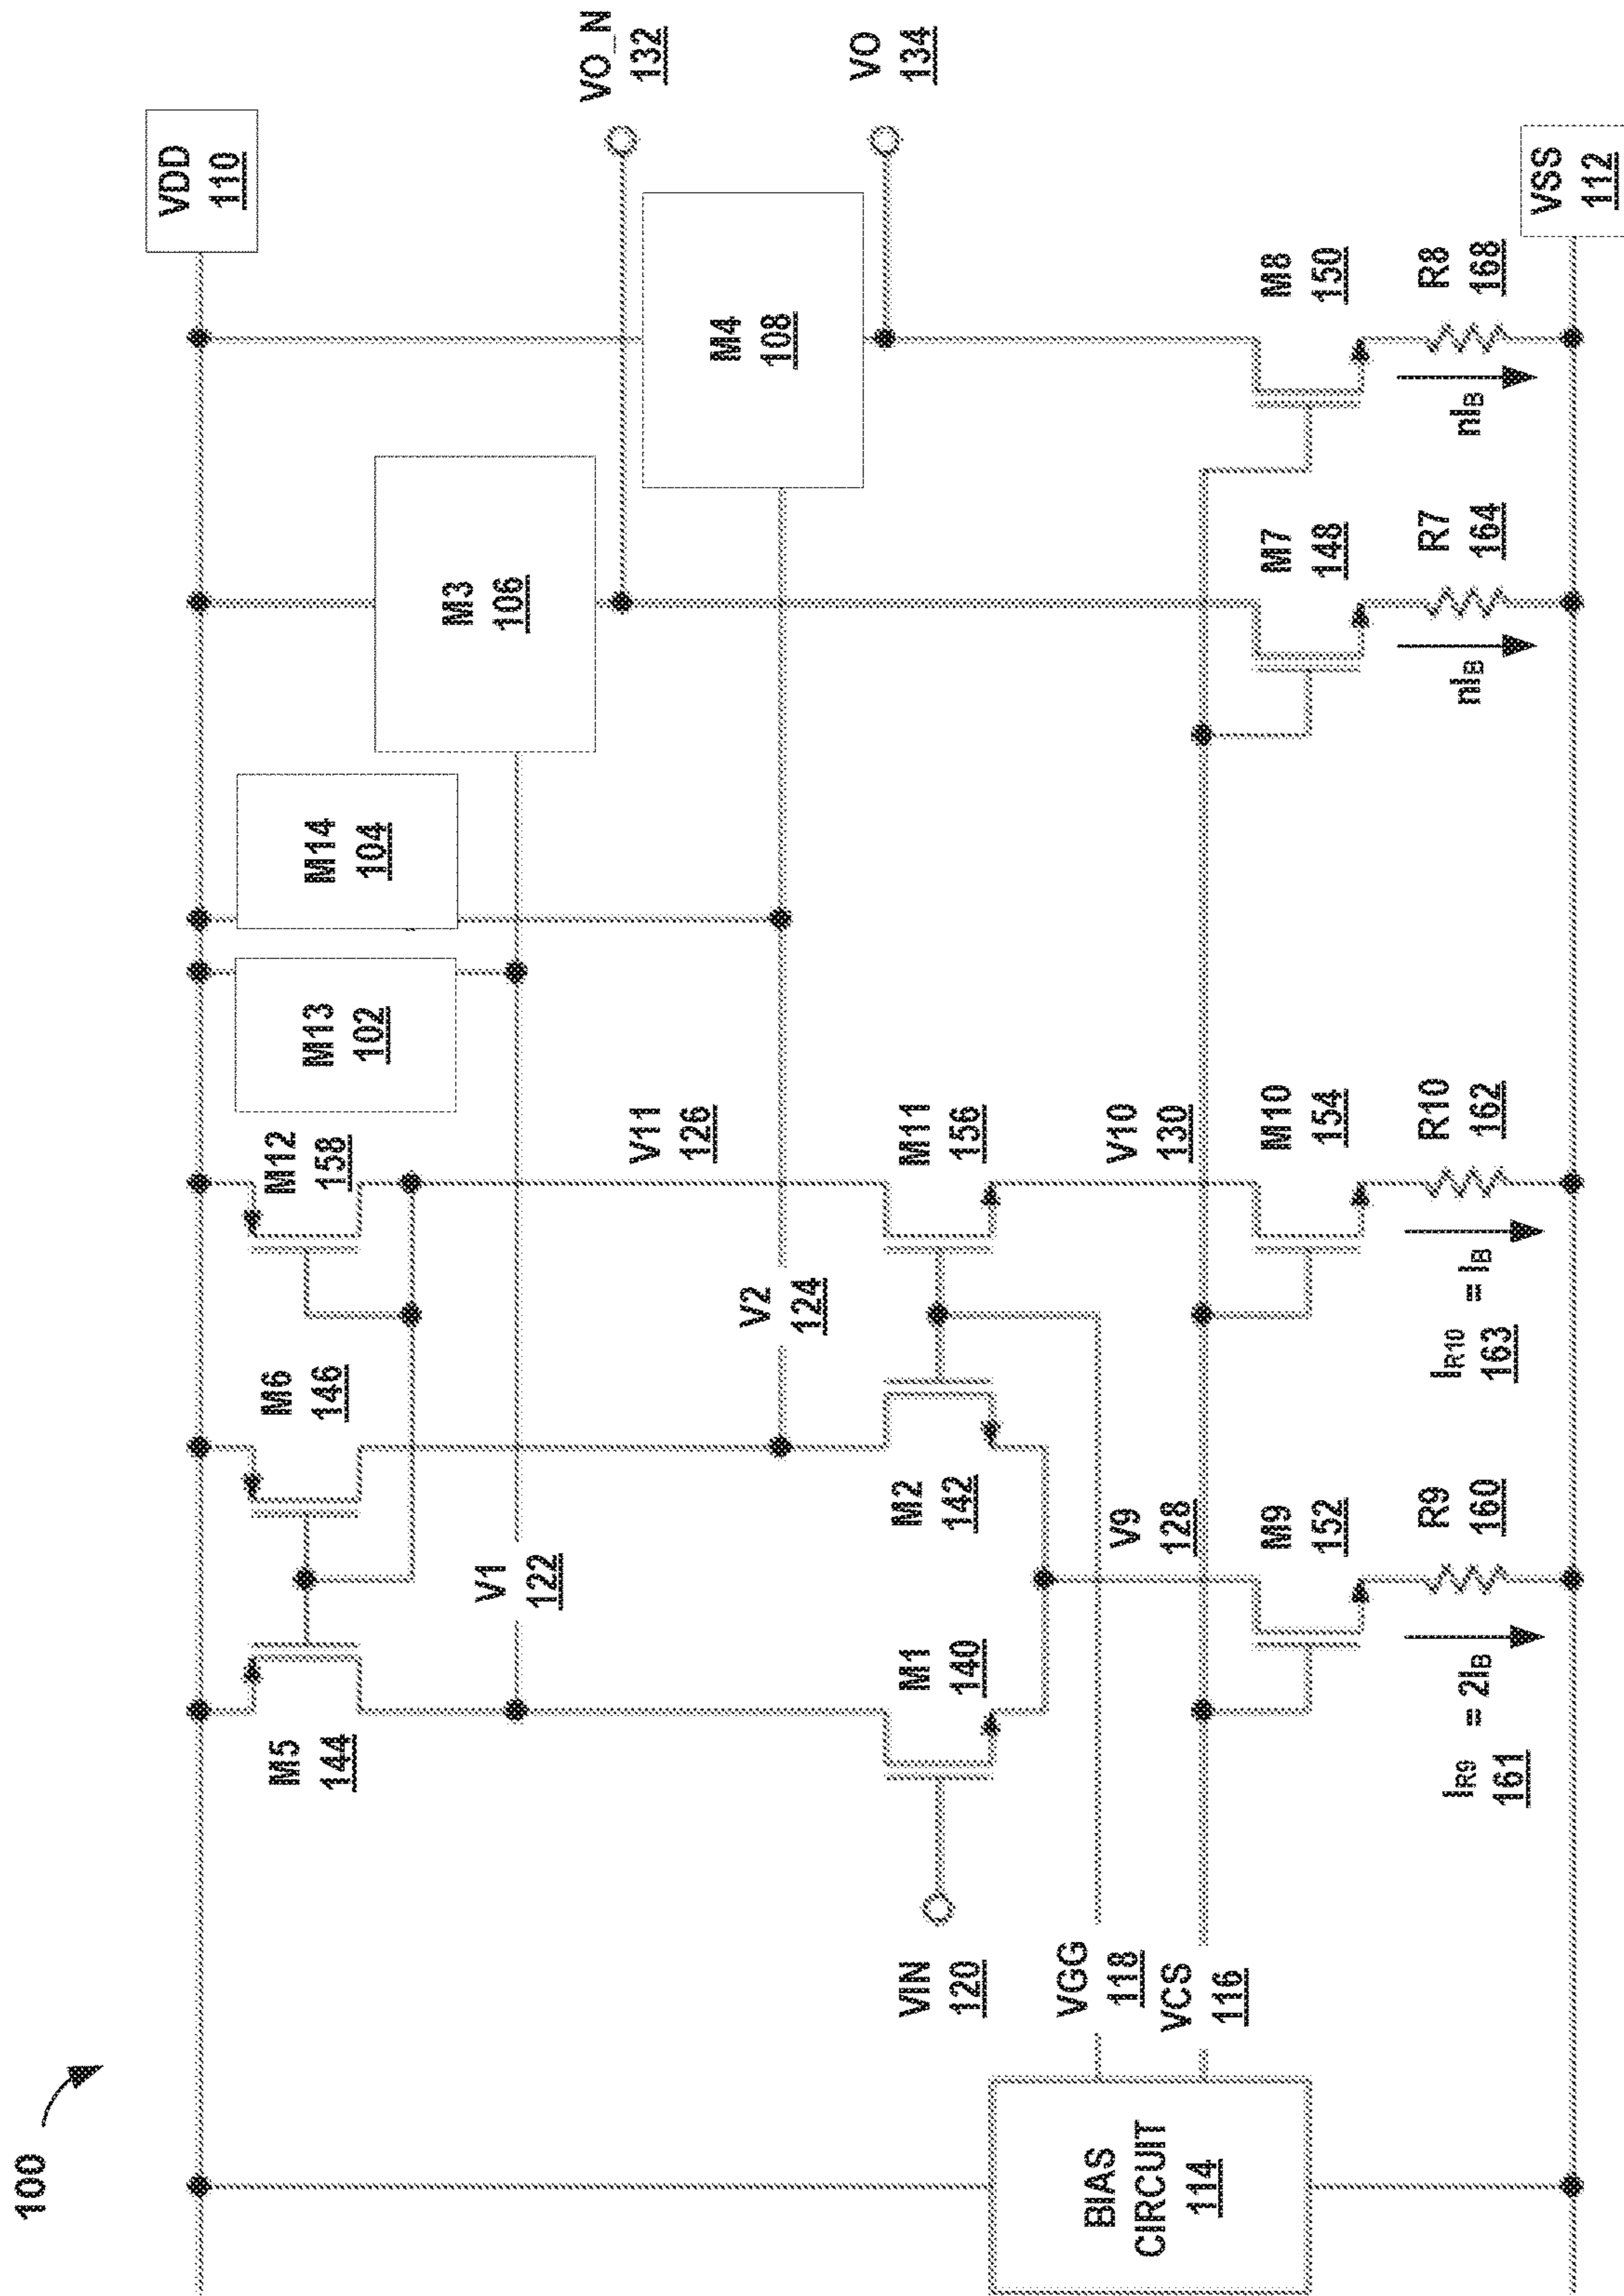 100
VDD
110
VO_N
132
VO
134
VSS
112
M5
144
M6
146
M12
158
M13
102
M14
104
M3
106
M4
108
V1
122
V2
124
V11
126
VIN
120
M1
140
M2
142
M11
156
VGG
118
VCS
116
V9
128
V10
130
BIAS
CIRCUIT
114
M9
152
M10
154
M7
148
M8
150
R9
160
R10
162
R7
164
R8
168
IR9 = 2IB
161
IR10 = IB
163
nIB
nIB